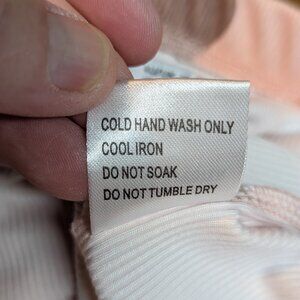 COLD HAND WASH ONLY
COOL IRON
DO NOT SOAK
DO NOT TUMBLE DRY